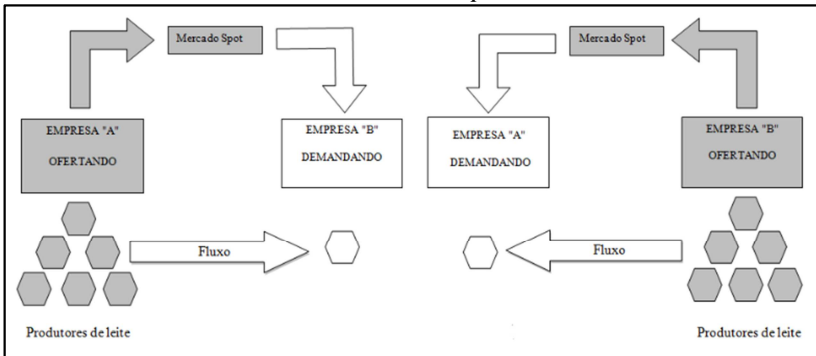 Mercado Spot
Mercado Spot
EMPRESA "A"
OFERTANDO
EMPRESA "B"
DEMANDANDO
EMPRESA "A"
DEMANDANDO
EMPRESA "B"
OFERTANDO
Fluxo
Fluxo
Produtores de leite
Produtores de leite